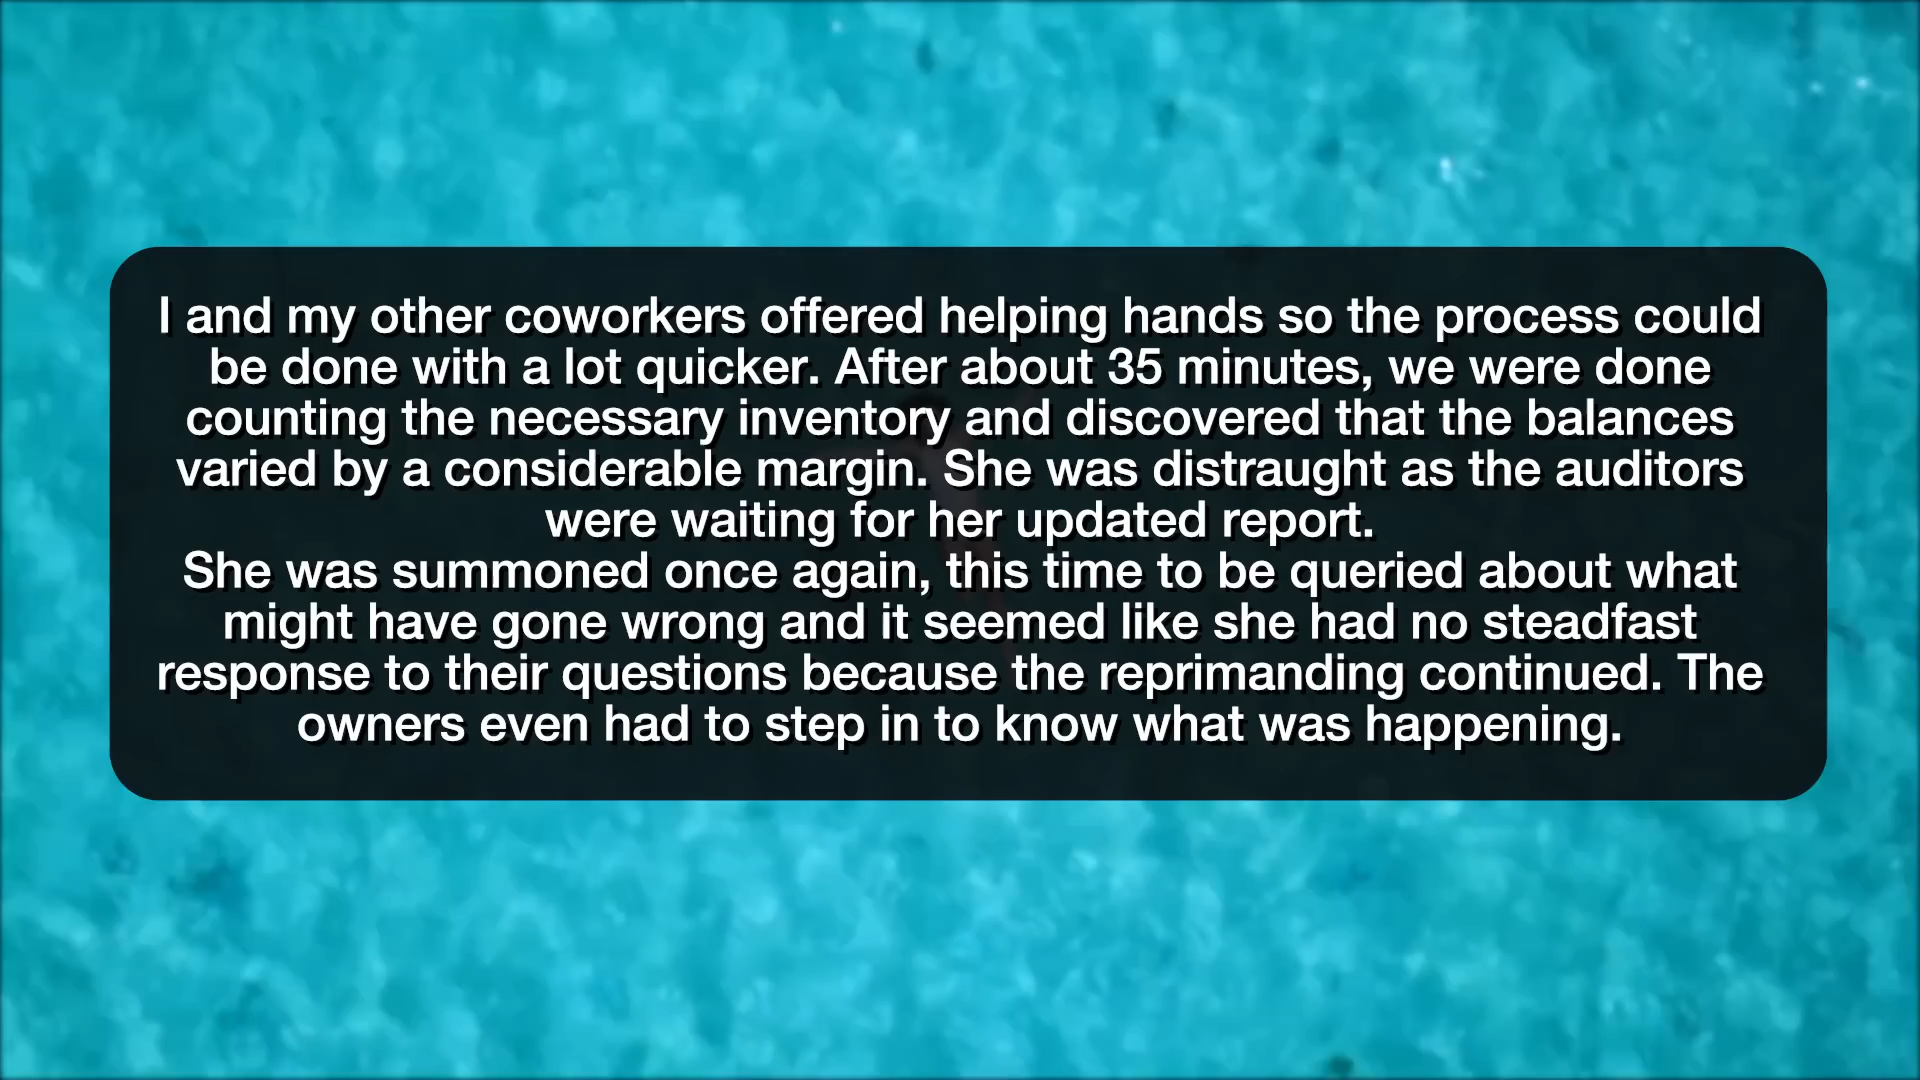 I and my other coworkers offered helping hands so the process could
be done with a lot quicker. After about 35 minutes, we were done
counting the necessary inventory and discovered that the balances
varied by a considerable margin. She was distraught as the auditors
were waiting for her updated report.
She was summoned once again, this time to be queried about what
might have gone wrong and it seemed like she had no steadfast
response to their questions because the reprimanding continued. The
owners even had to step in to know what was happening.